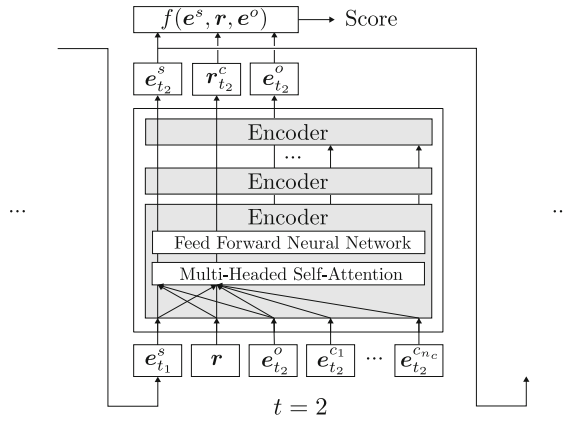 f(e^s, r, e^o) → Score
e^s_{t_2} r^c_{t_2} e^o_{t_2}
Encoder
...
Encoder
Encoder
... ..
Feed Forward Neural Network
Multi-Headed Self-Attention
e^s_{t_1} r e^o_{t_2} e^{c_1}_{t_2} ... e^{c_{n_c}}_{t_2}
t = 2